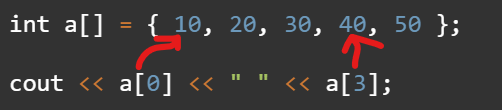 int a[] = { 10, 20, 30, 40, 50 };
cout << a[0] << " " << a[3];